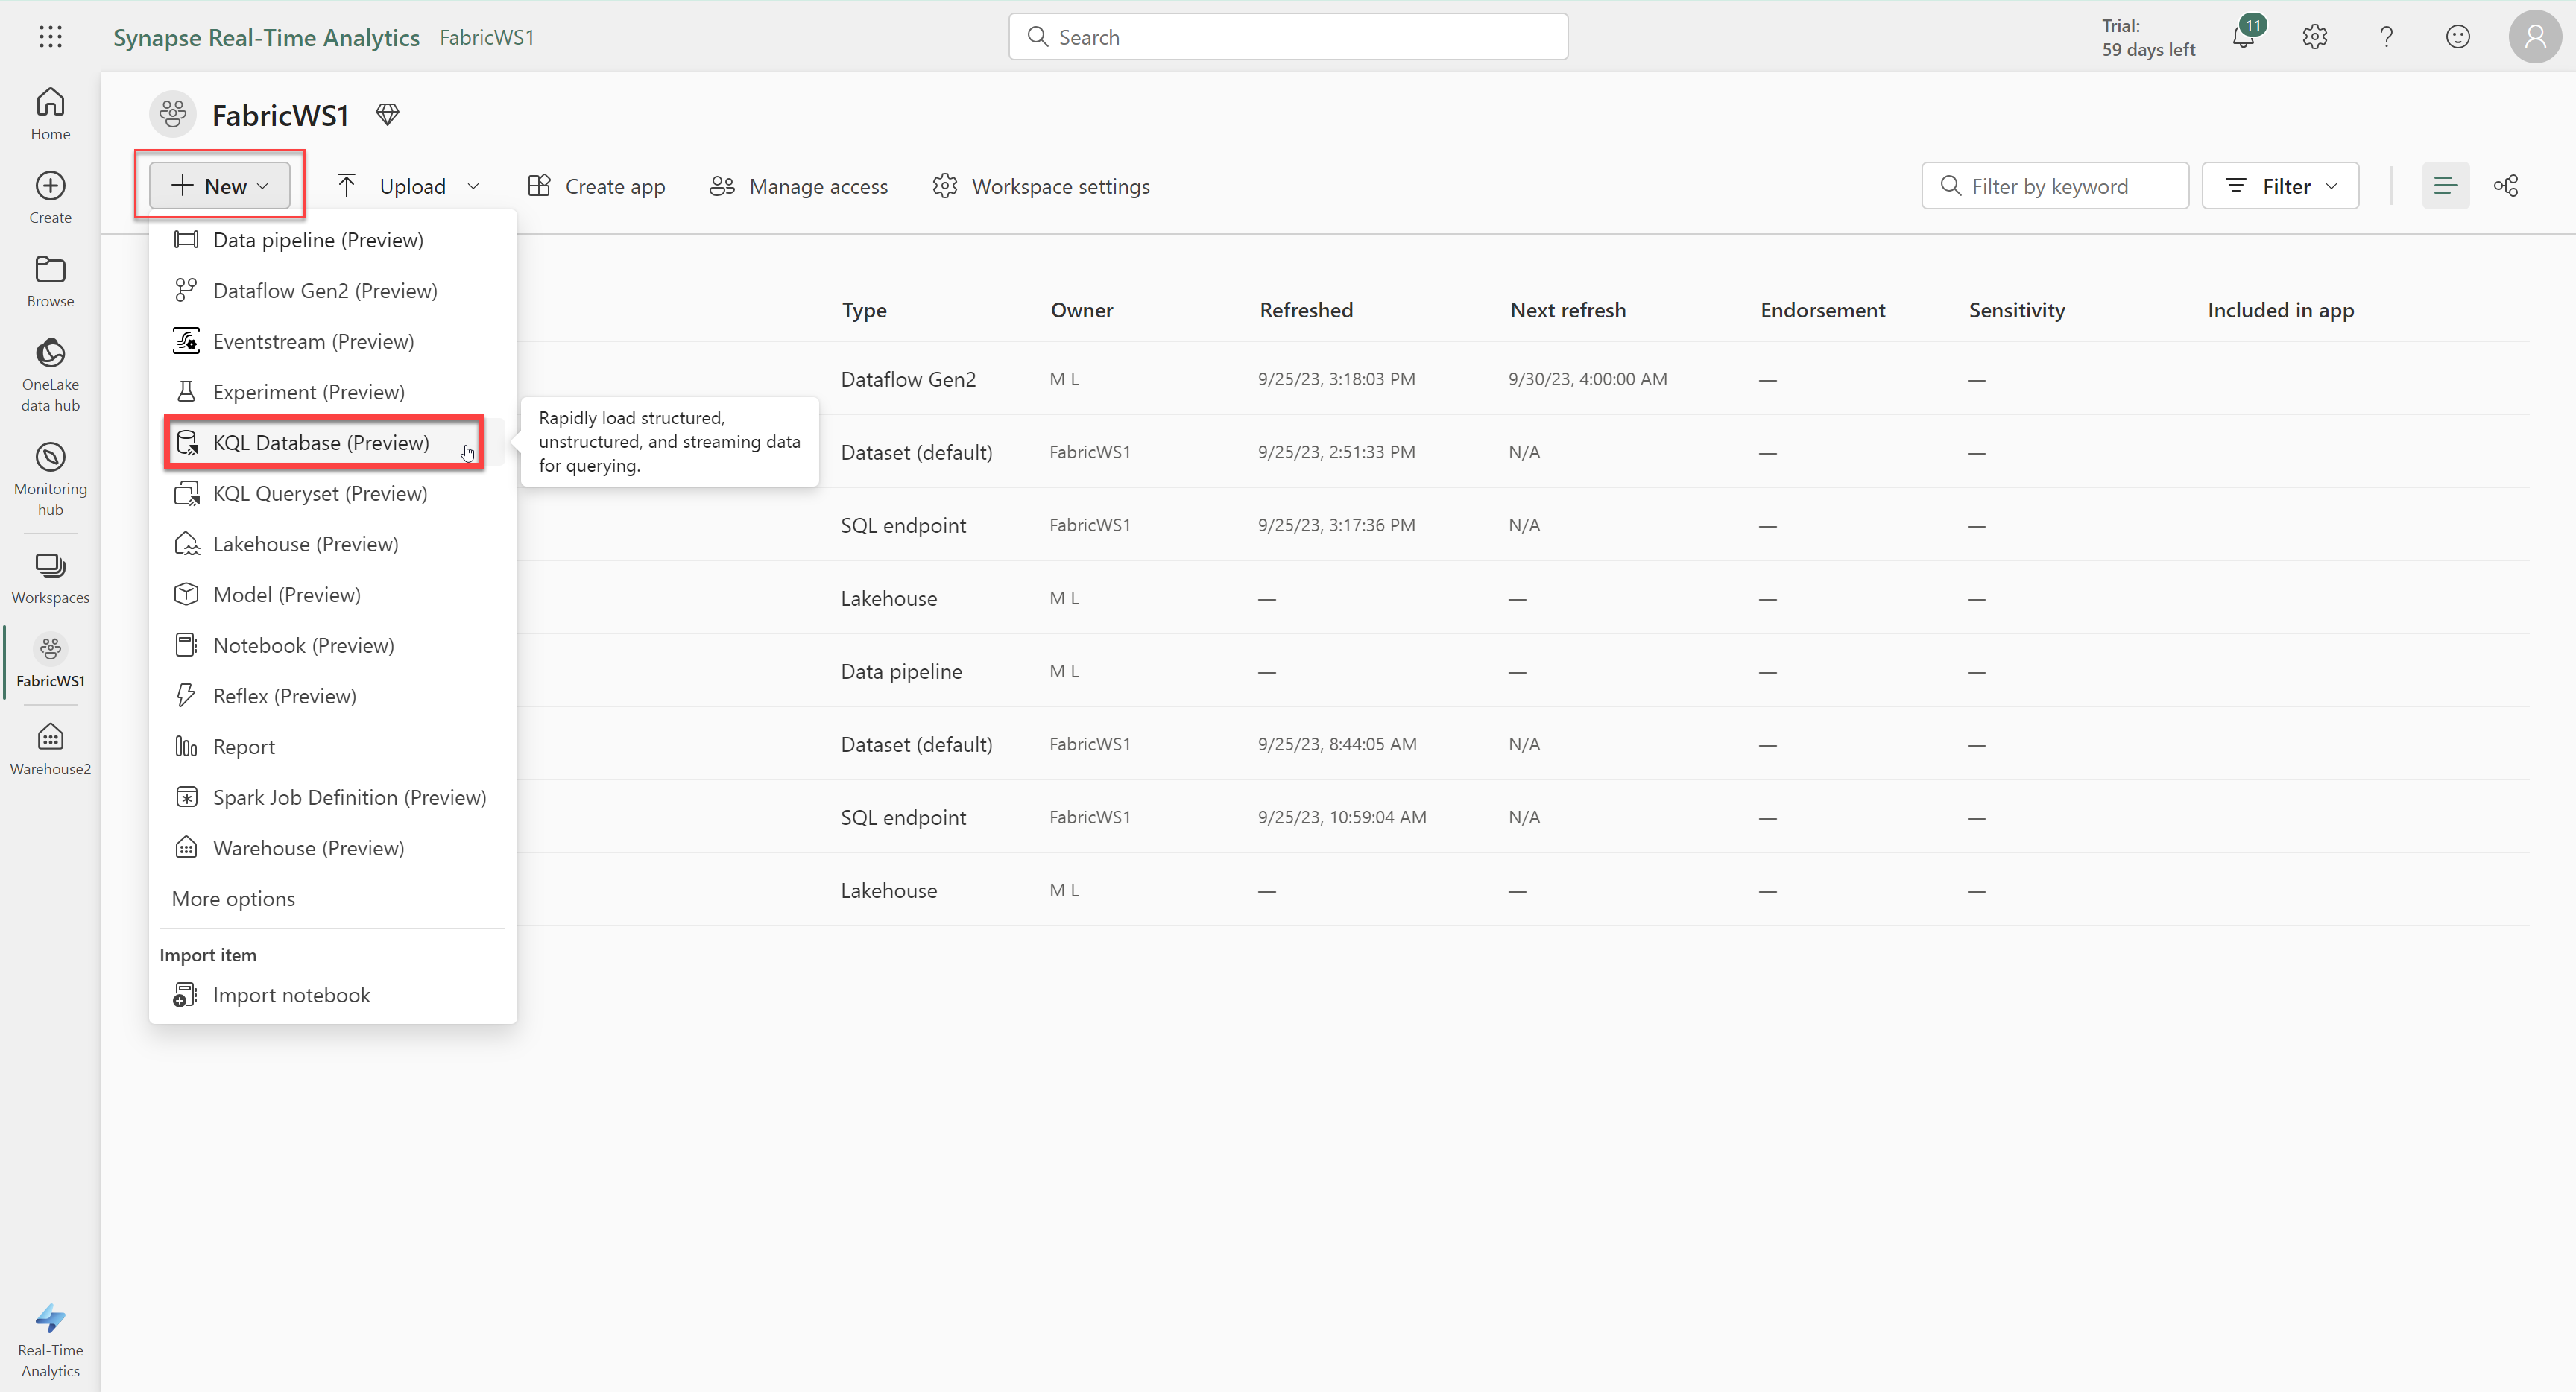 Synapse Real-Time Analytics FabricWS1
Search
Trial:
59 days left
11
Home
Create
Browse
OneLake
data hub
Monitoring
hub
Workspaces
FabricWS1
Warehouse2
Real-Time
Analytics
FabricWS1
New Upload Create app Manage access Workspace settings
Filter by keyword Filter
Data pipeline (Preview)
Dataflow Gen2 (Preview)
Eventstream (Preview)
Experiment (Preview)
KQL Database (Preview)
KQL Queryset (Preview)
Lakehouse (Preview)
Model (Preview)
Notebook (Preview)
Reflex (Preview)
Report
Spark Job Definition (Preview)
Warehouse (Preview)
More options
Import item
Import notebook
Rapidly load structured,
unstructured, and streaming data
for querying.
Type Owner Refreshed Next refresh Endorsement Sensitivity Included in app
Dataflow Gen2 M L 9/25/23, 3:18:03 PM 9/30/23, 4:00:00 AM — —
Dataset (default) FabricWS1 9/25/23, 2:51:33 PM N/A — —
SQL endpoint FabricWS1 9/25/23, 3:17:36 PM N/A — —
Lakehouse M L — — — —
Data pipeline M L — — — —
Dataset (default) FabricWS1 9/25/23, 8:44:05 AM N/A — —
SQL endpoint FabricWS1 9/25/23, 10:59:04 AM N/A — —
Lakehouse M L — — — —